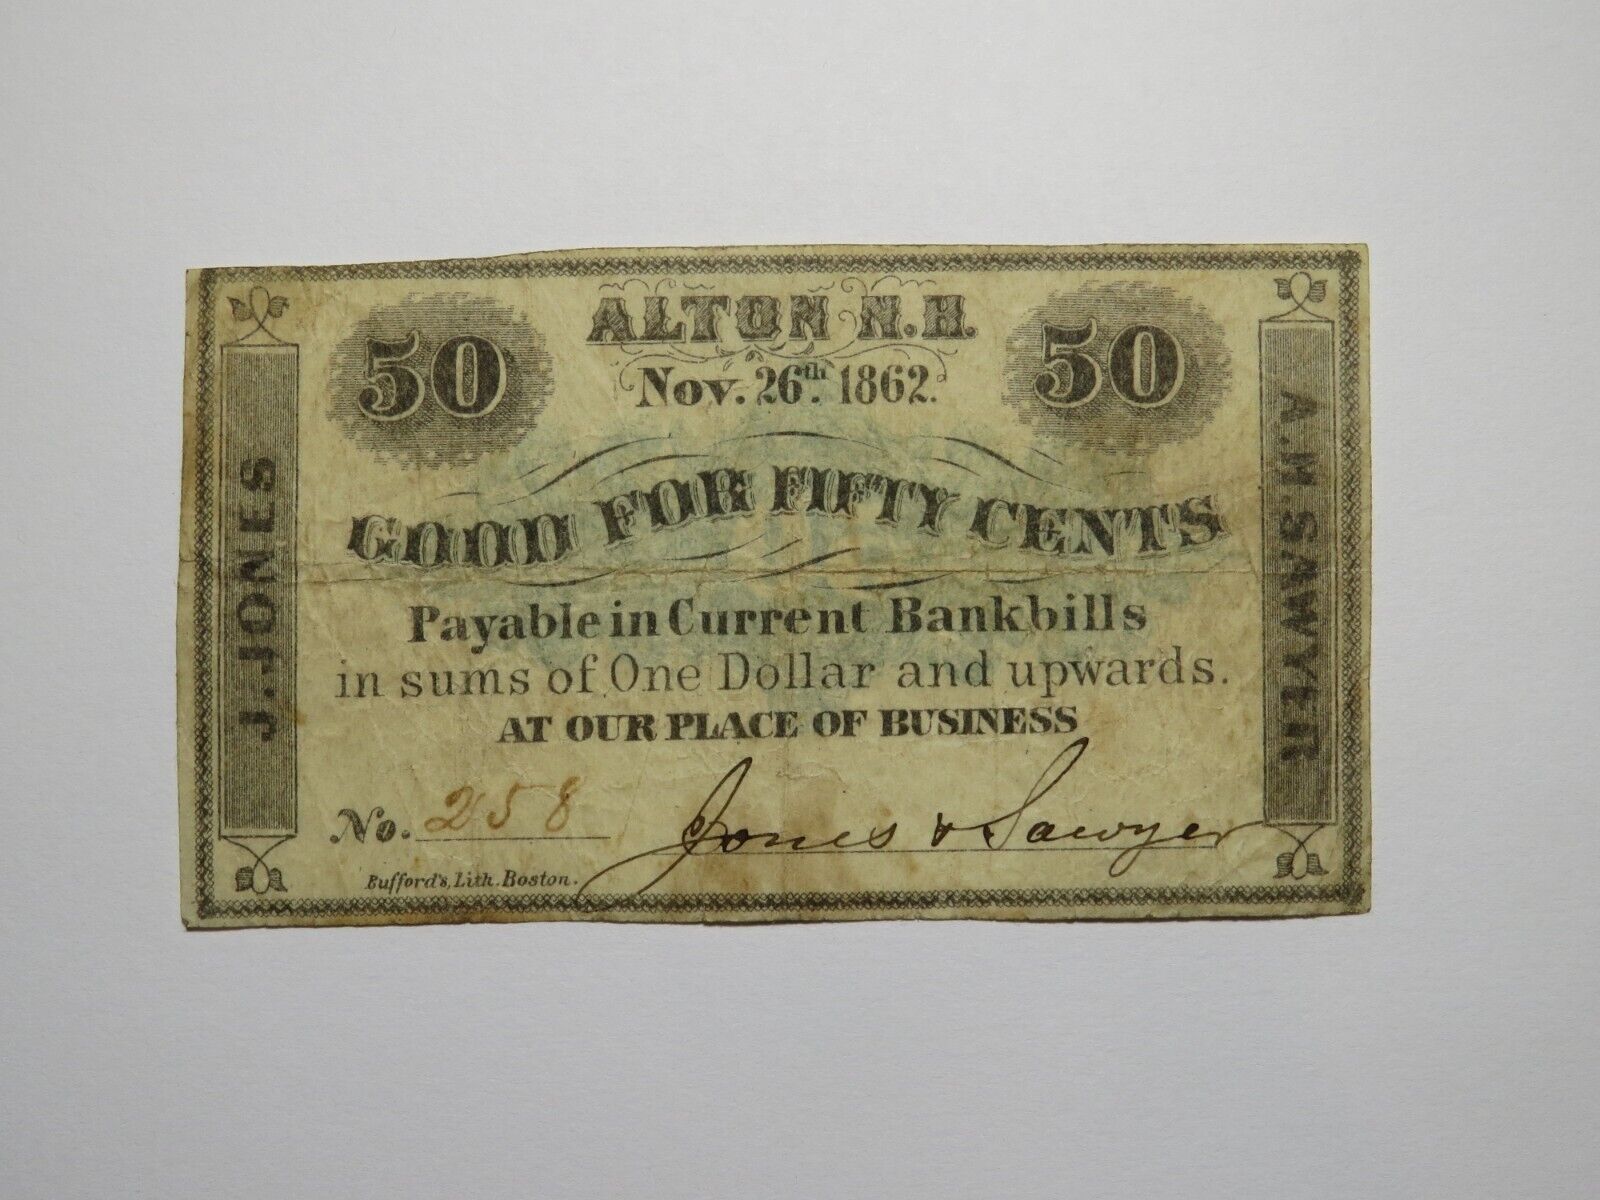 ALTON N.H.
50
50
Nov. 26th. 1862.
GOOD FOR FIFTY CENTS
Payable in Current Bankbills
in sums of One Dollar and upwards.
AT OUR PLACE OF BUSINESS
No. 258
Jones & Sawyer
Bufford's, Lith. Boston.
J. JONES
A. M. SAWYER